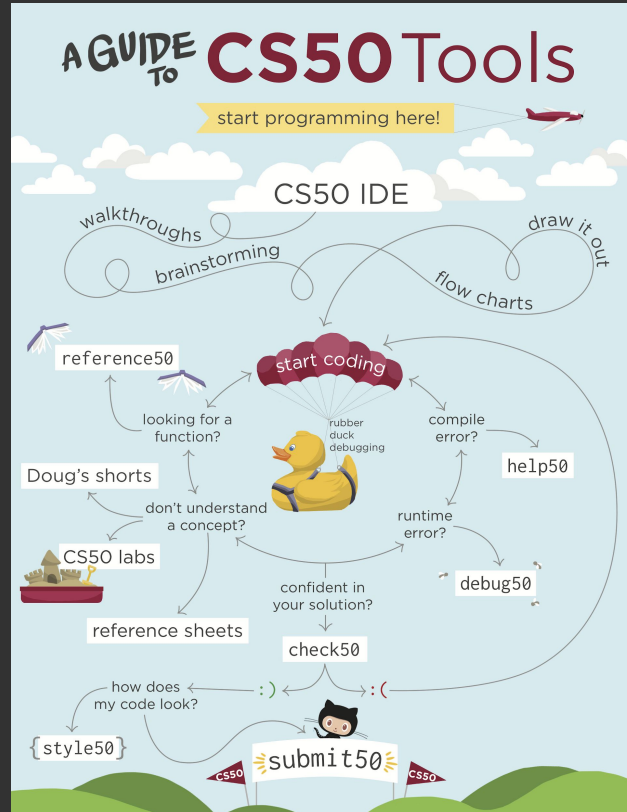 A GUIDE TO CS50 Tools
start programming here!
CS50 IDE
walkthroughs
brainstorming
flow charts
draw it out
start coding
rubber
duck
debugging
reference50
looking for a
function?
compile
error?
help50
Doug's shorts
don't understand
a concept?
runtime
error?
CS50 labs
debug50
confident in
your solution?
reference sheets
check50
:)
:(
how does
my code look?
{style50}
submit50
CS50
CS50